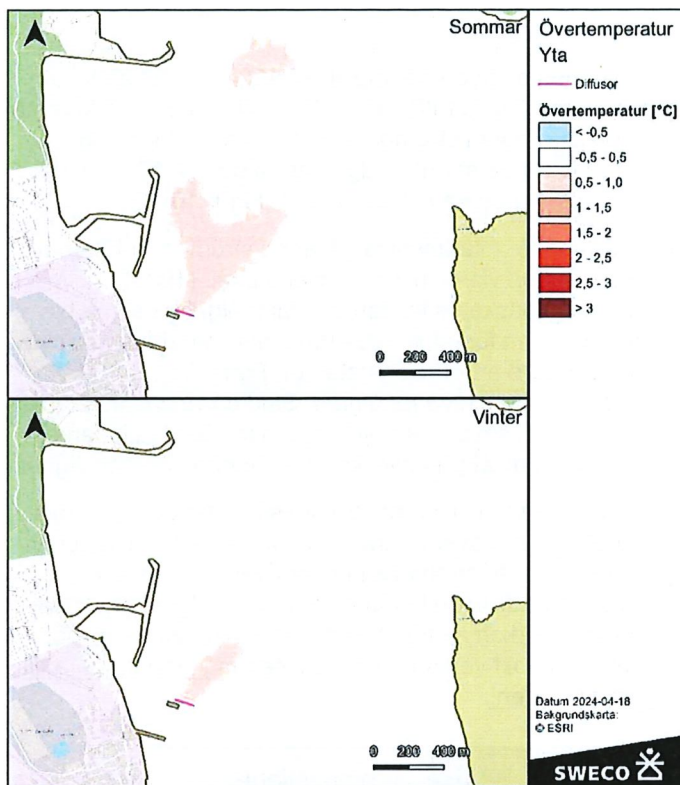 Sommar
0 200 400 m
Vinter
0 200 400 m
Övertemperatur
Yta
Diffusor
Övertemperatur [°C]
< -0,5
-0,5 - 0,5
0,5 - 1,0
1 - 1,5
1,5 - 2
2 - 2,5
2,5 - 3
> 3
Datum 2024-04-18
Bakgrundskarta:
© ESRI
SWECO